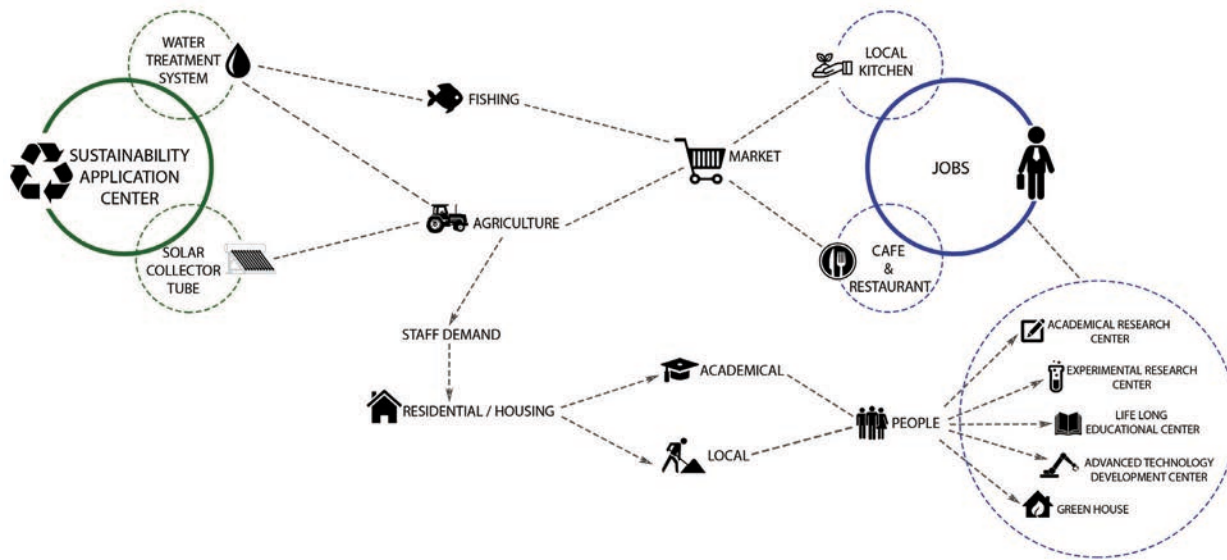 WATER
TREATMENT
SYSTEM
SUSTAINABILITY
APPLICATION
CENTER
SOLAR
COLLECTOR
TUBE
FISHING
AGRICULTURE
MARKET
LOCAL
KITCHEN
JOBS
CAFE
&
RESTAURANT
STAFF DEMAND
RESIDENTIAL / HOUSING
ACADEMICAL
LOCAL
PEOPLE
ACADEMICAL RESEARCH
CENTER
EXPERIMENTAL RESEARCH
CENTER
LIFE LONG
EDUCATIONAL CENTER
ADVANCED TECHNOLOGY
DEVELOPMENT CENTER
GREEN HOUSE